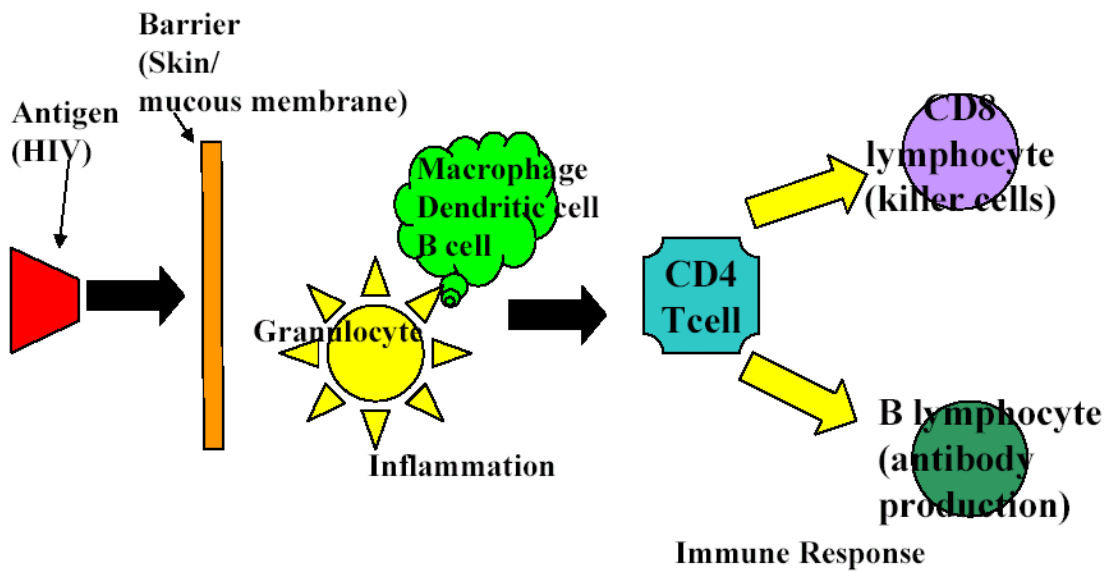 Barrier
(Skin/
mucous membrane)
Antigen
(HIV)
Macrophage
Dendritic cell
B cell
Granulocyte
Inflammation
CD4
Tcell
CD8
lymphocyte
(killer cells)
B lymphocyte
(antibody
production)
Immune Response